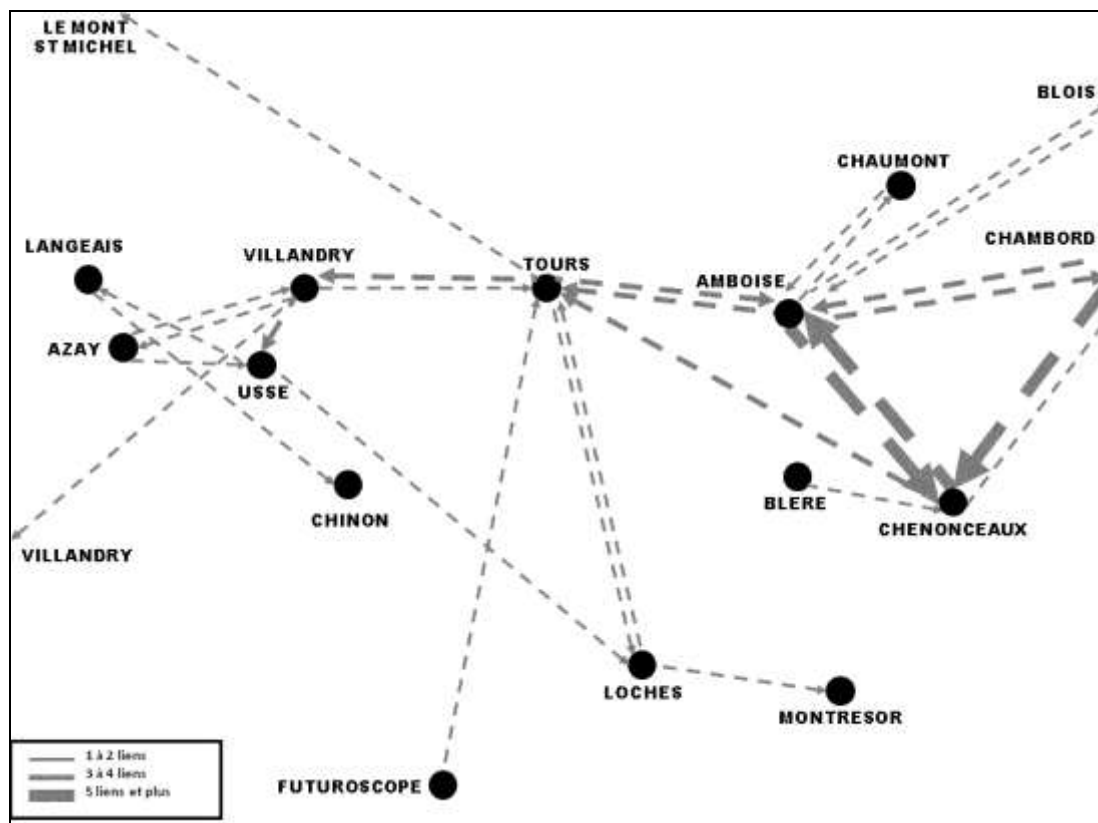 LE MONT
ST MICHEL
BLOIS
CHAUMONT
LANGEAIS
VILLANDRY
TOURS
CHAMBORD
AMBOISE
AZAY
USSE
BLERE
CHINON
CHENONCEAUX
VILLANDRY
LOCHES
MONTRESOR
FUTUROSCOPE
1 à 2 liens
3 à 4 liens
5 liens et plus